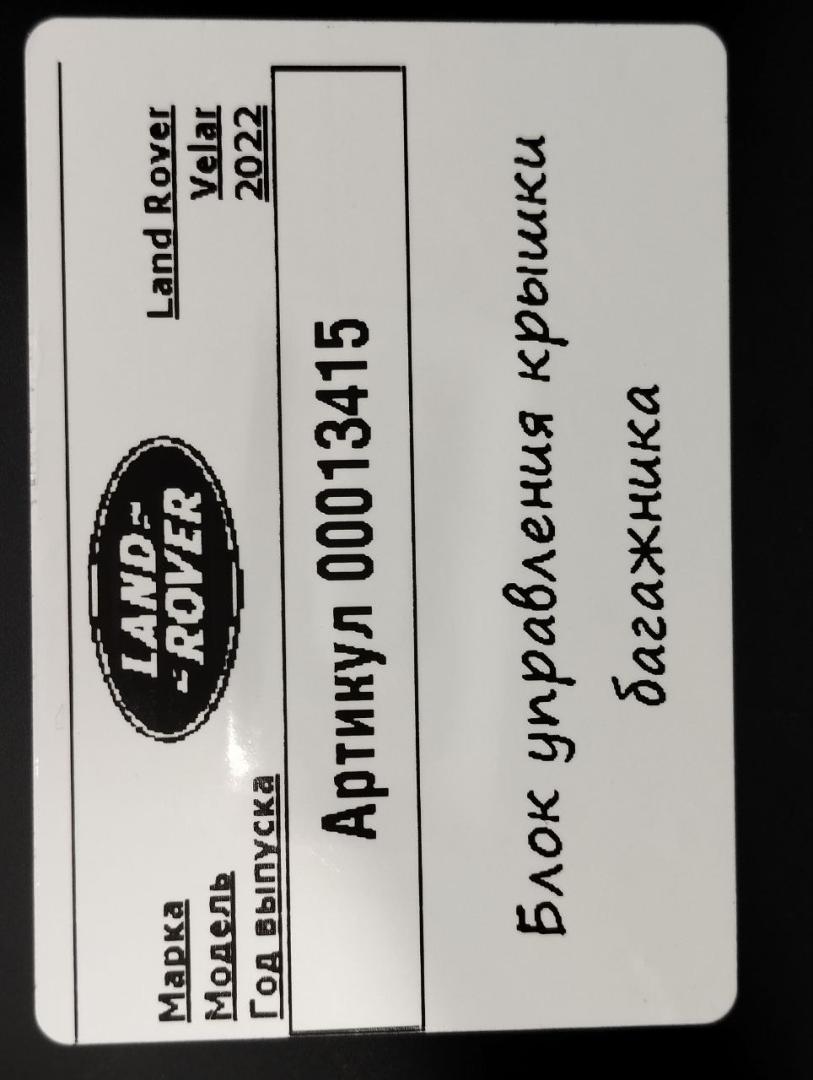 Марка Land Rover
Модель Velar
Год выпуска 2022
LAND
ROVER
Артикул 00013415
Блок управления крышки
багажника